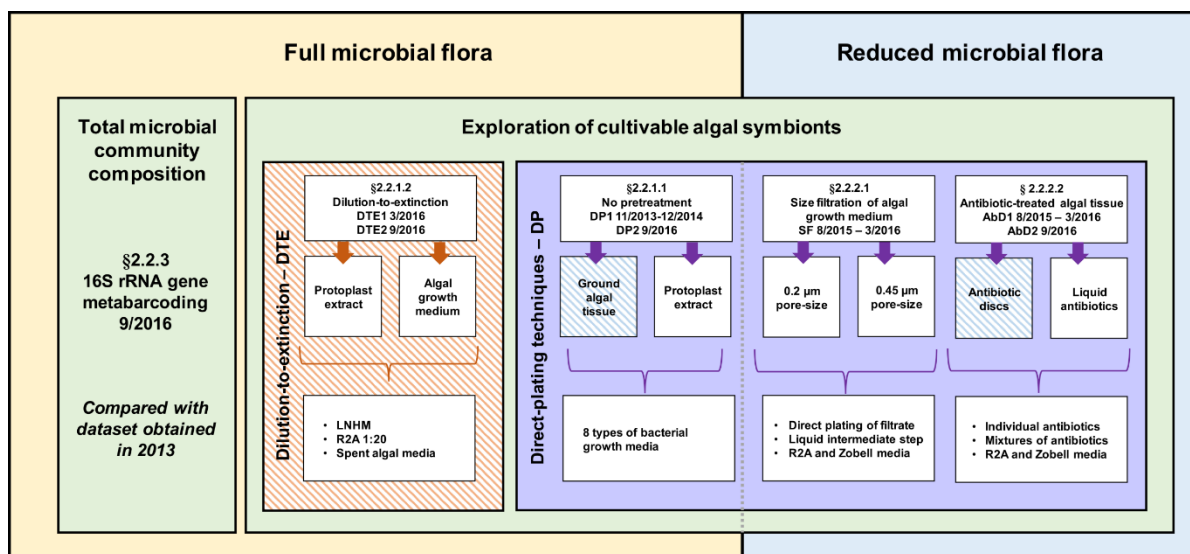 Full microbial flora
Reduced microbial flora
Total microbial
community
composition
§2.2.3
16S rRNA gene
metabarcoding
9/2016
Compared with
dataset obtained
in 2013
Exploration of cultivable algal symbionts
Dilution-to-extinction – DTE
§2.2.1.2
Dilution-to-extinction
DTE1 3/2016
DTE2 9/2016
Protoplast
extract
Algal
growth
medium
• LNHM
• R2A 1:20
• Spent algal media
Direct-plating techniques – DP
§2.2.1.1
No pretreatment
DP1 11/2013-12/2014
DP2 9/2016
Ground
algal
tissue
Protoplast
extract
8 types of bacterial
growth media
§2.2.2.1
Size filtration of algal
growth medium
SF 8/2015 – 3/2016
0.2 µm
pore-size
0.45 µm
pore-size
• Direct plating of filtrate
• Liquid intermediate step
• R2A and Zobell media
§ 2.2.2.2
Antibiotic-treated algal tissue
AbD1 8/2015 – 3/2016
AbD2 9/2016
Antibiotic
discs
Liquid
antibiotics
• Individual antibiotics
• Mixtures of antibiotics
• R2A and Zobell media